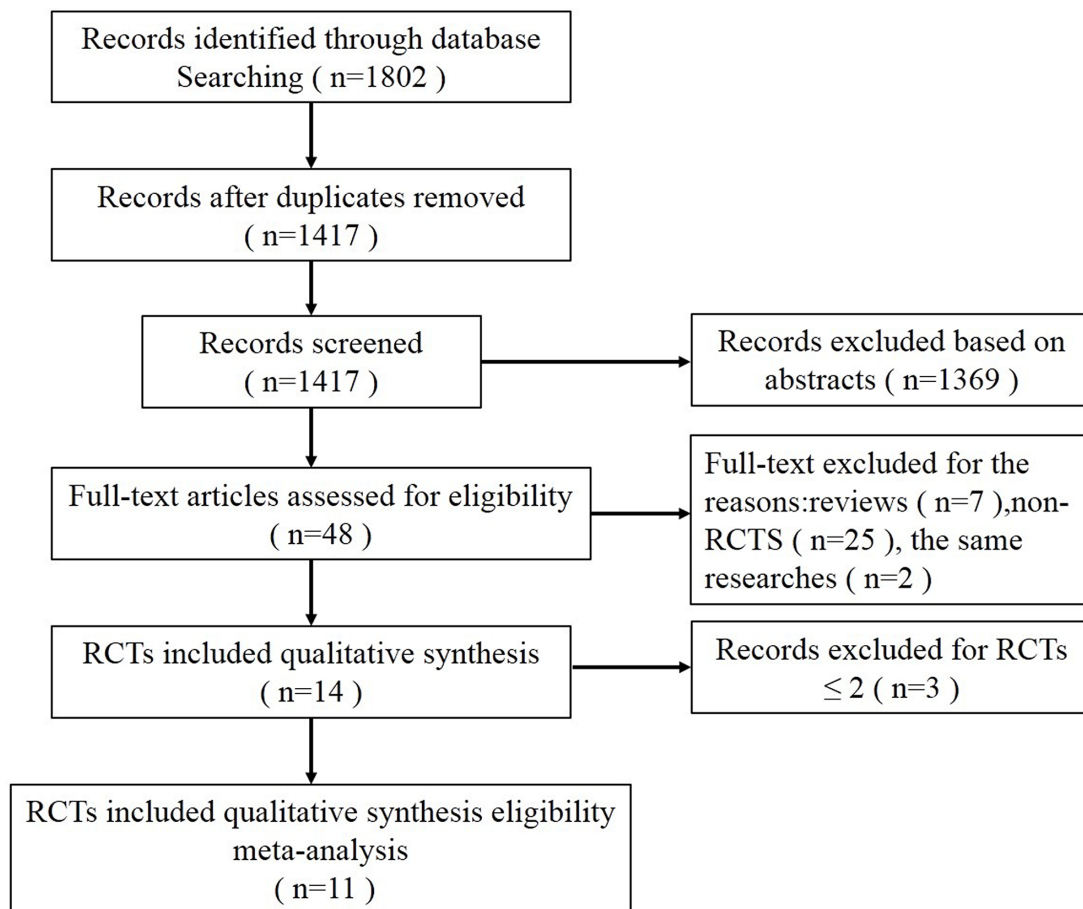 Records identified through database
Searching ( n=1802 )
Records after duplicates removed
( n=1417 )
Records screened
( n=1417 )
Records excluded based on
abstracts ( n=1369 )
Full-text articles assessed for eligibility
( n=48 )
Full-text excluded for the
reasons:reviews ( n=7 ),non-
RCTS ( n=25 ), the same
researches ( n=2 )
RCTs included qualitative synthesis
( n=14 )
Records excluded for RCTs
≤ 2 ( n=3 )
RCTs included qualitative synthesis eligibility
meta-analysis
( n=11 )